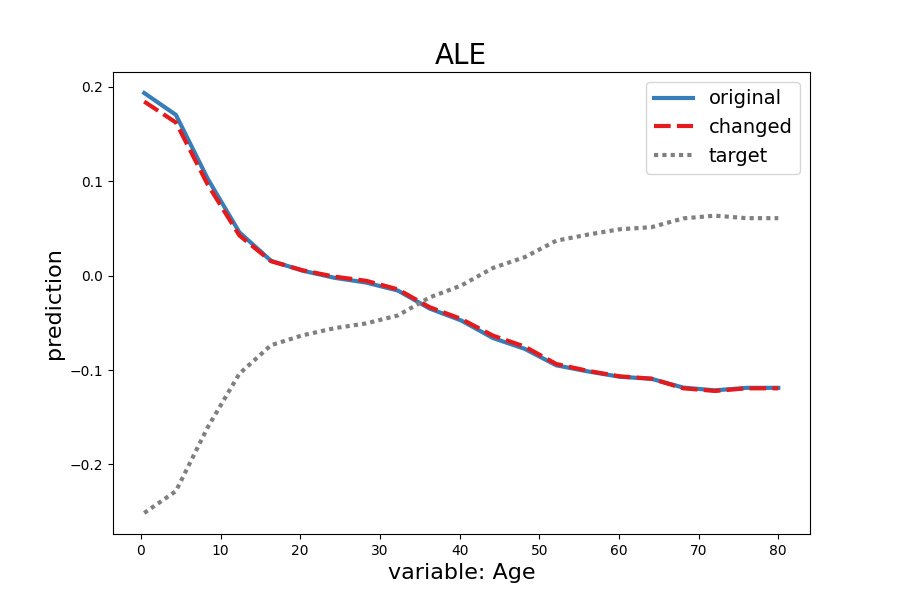 ALE
original
changed
target
prediction
0.2
0.1
0.0
−0.1
−0.2
0 10 20 30 40 50 60 70 80
variable: Age